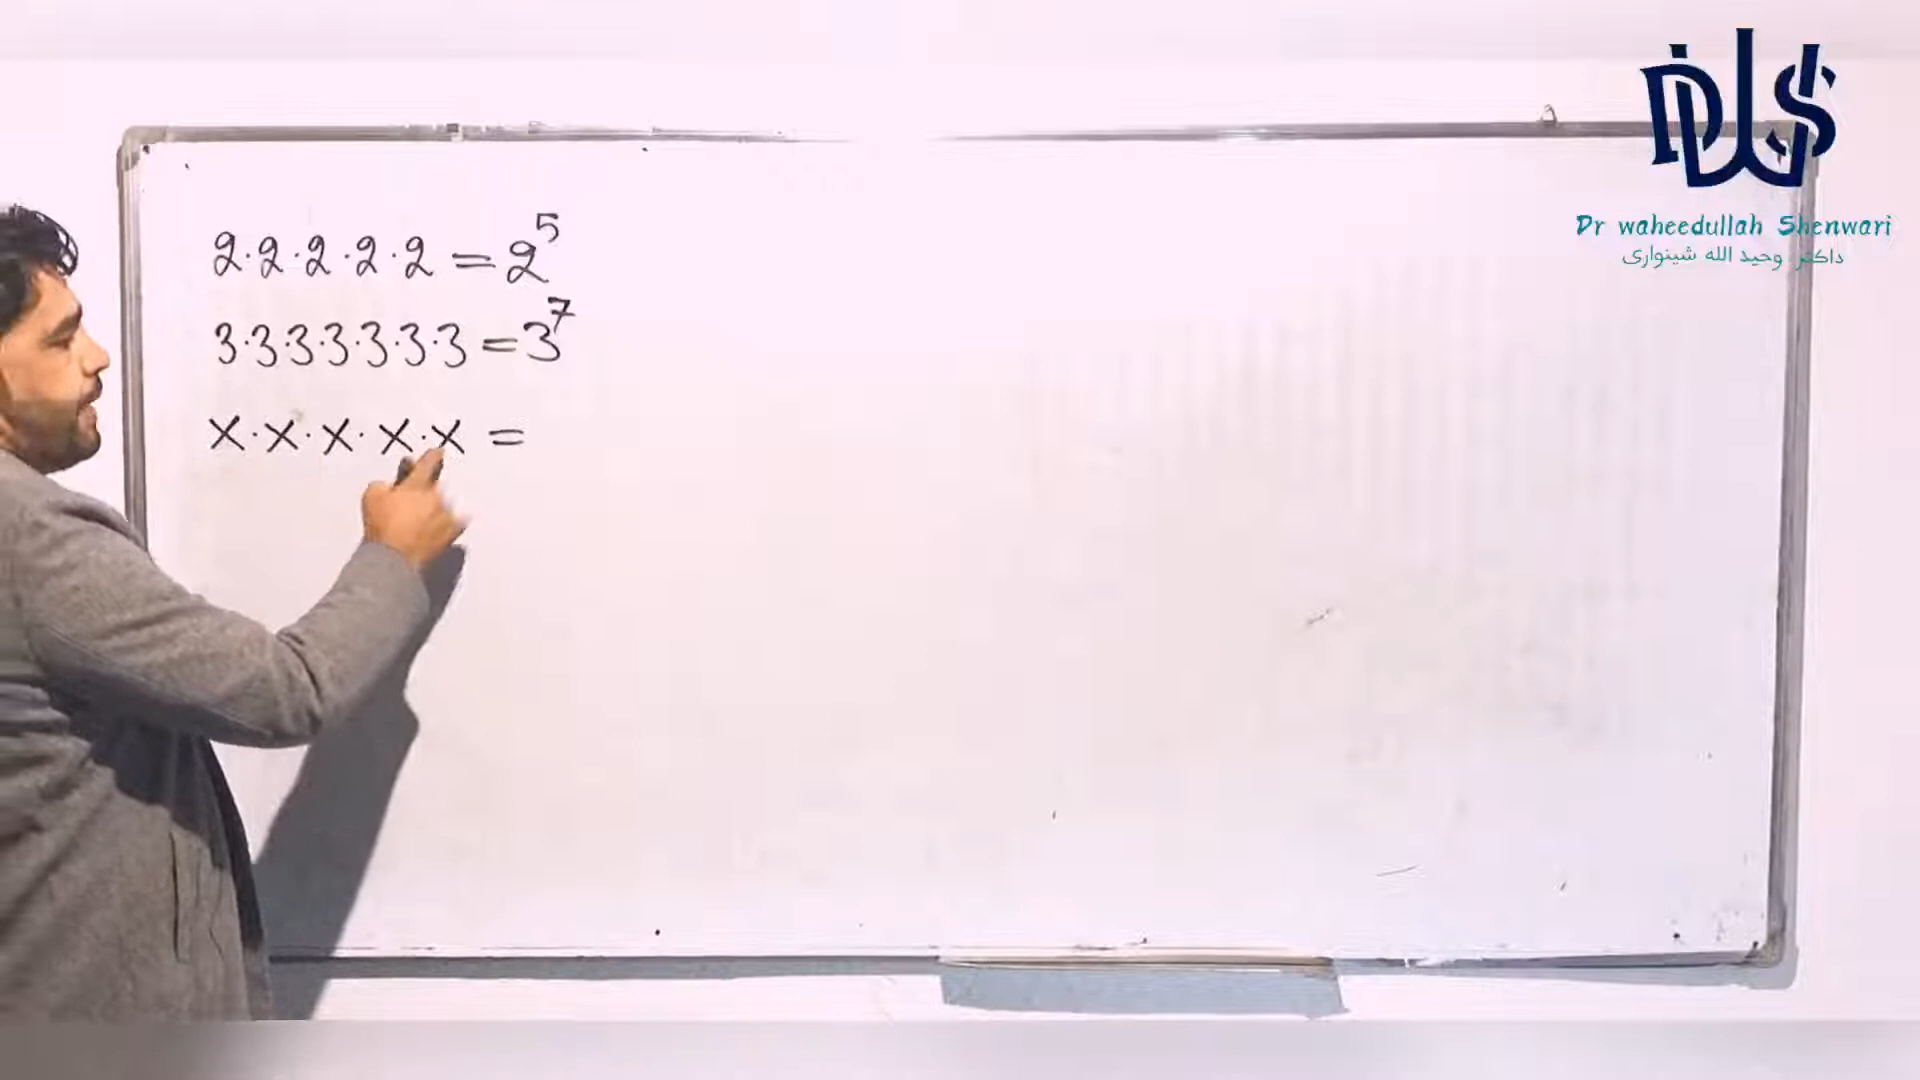 DWS
Dr waheedullah Shenwari
داکتر وحید الله شینواری
2·2·2·2·2 = 2⁵
3·3·3·3·3·3·3 = 3⁷
x·x·x·x·x =